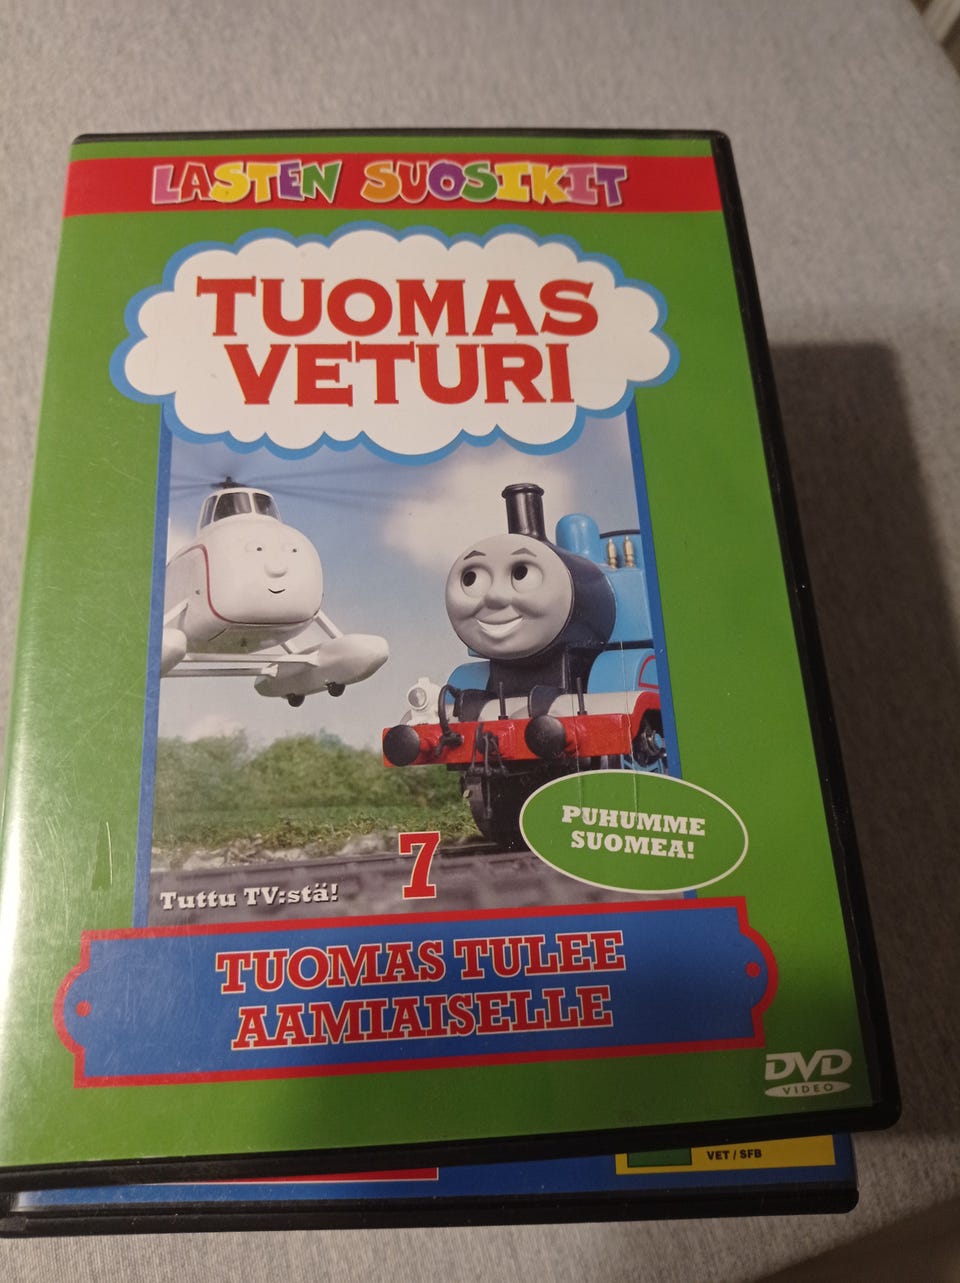 LASTEN SUOSIKIT
TUOMAS
VETURI
PUHUMME
SUOMEA!
7
Tuttu TV:stä!
TUOMAS TULEE
AAMIAISELLE
DVD
VIDEO
VET / SFB